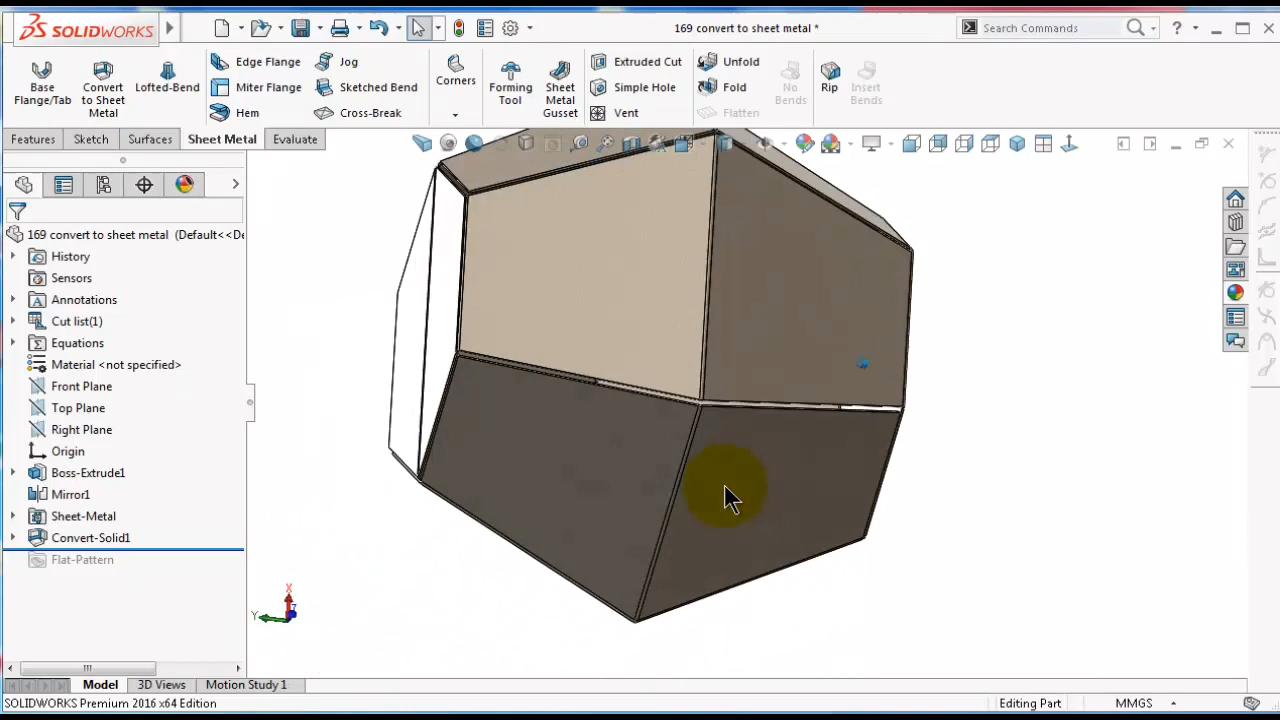 SOLIDWORKS
169 convert to sheet metal *
Search Commands
Base Flange/Tab
Convert to Sheet Metal
Lofted-Bend
Edge Flange
Miter Flange
Hem
Jog
Sketched Bend
Cross-Break
Corners
Forming Tool
Sheet Metal Gusset
Extruded Cut
Simple Hole
Vent
Unfold
Fold
Flatten
No Bends
Rip
Insert Bends
Features Sketch Surfaces Sheet Metal Evaluate
169 convert to sheet metal (Default<<De
History
Sensors
Annotations
Cut list(1)
Equations
Material <not specified>
Front Plane
Top Plane
Right Plane
Origin
Boss-Extrude1
Mirror1
Sheet-Metal
Convert-Solid1
Flat-Pattern
X
Y
Z
Model 3D Views Motion Study 1
SOLIDWORKS Premium 2016 x64 Edition Editing Part MMGS